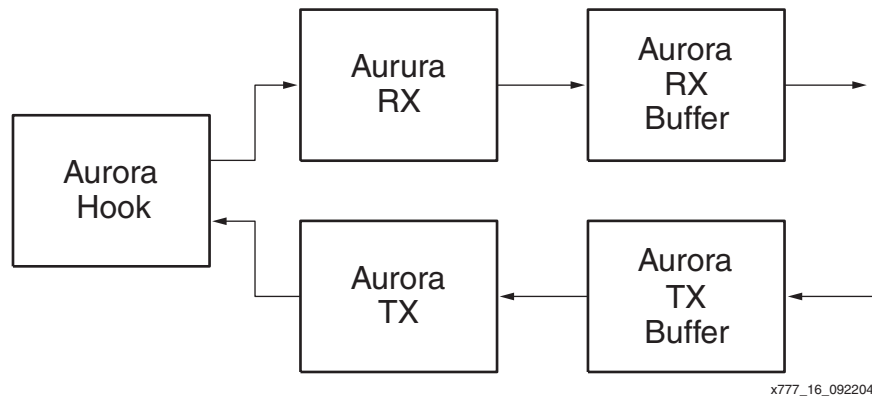 Aurura
RX
Aurora
RX
Buffer
Aurora
Hook
Aurora
TX
Aurora
TX
Buffer
x777_16_092204